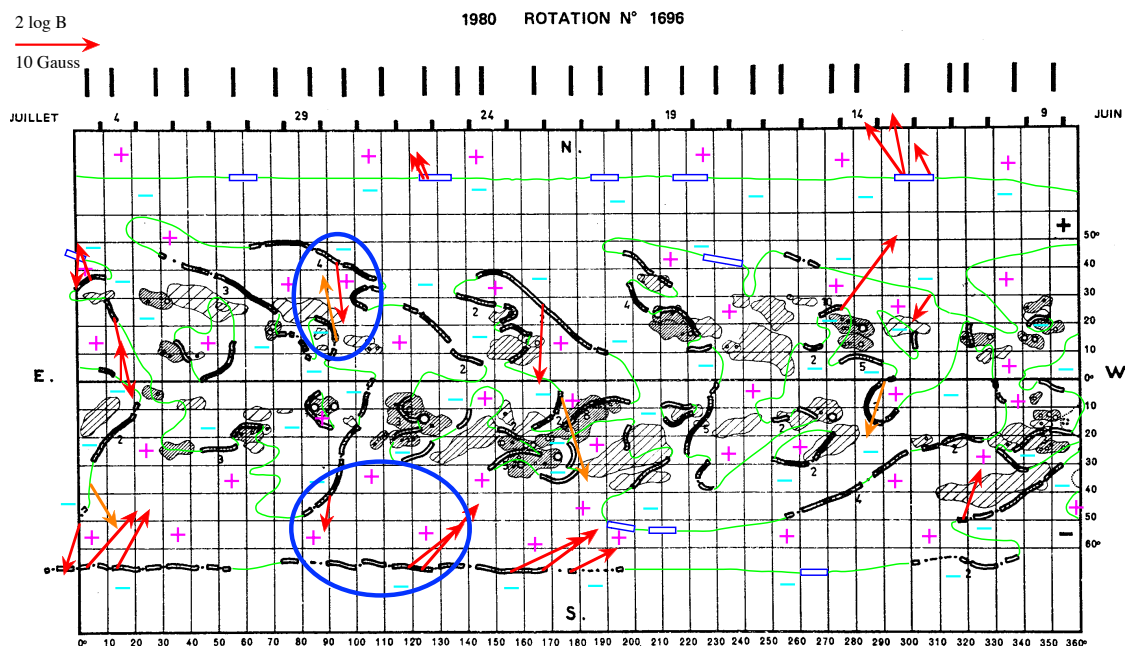 1980 ROTATION N° 1696
2 log B
10 Gauss
JUILLET 4 29 24 19 14 9 JUIN
N.
+
50°
40
30
20
10
E. 0° W
10
20
30
40
50
−
60°
S.
0° 10 20 30 40 50 60 70 80 90 100 110 120 130 140 150 160 170 180 190 200. 210 220 230 240 250 260 270 280 290 300 310 320 330 340 350 360°